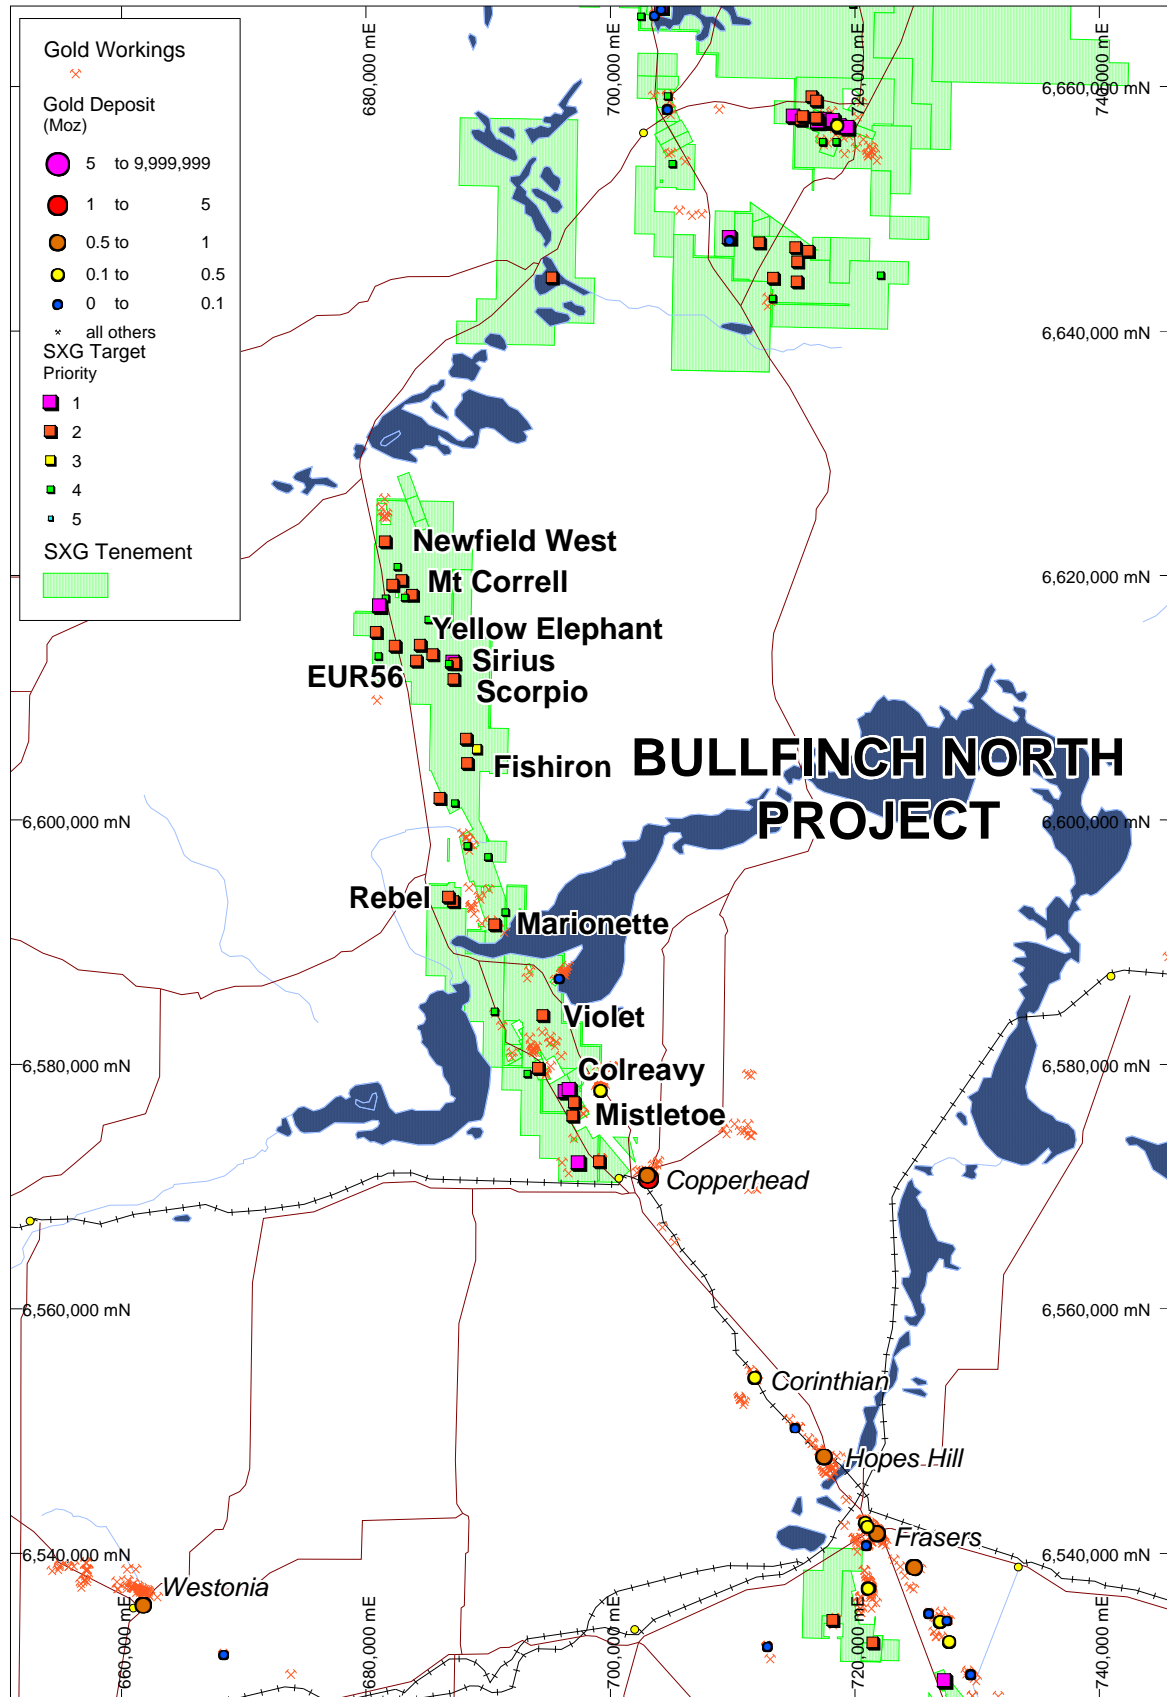 Gold Workings
Gold Deposit
(Moz)
5 to 9,999,999
1 to 5
0.5 to 1
0.1 to 0.5
0 to 0.1
all others
SXG Target
Priority
1
2
3
4
5
SXG Tenement
680,000 mE
700,000 mE
720,000 mE
740,000 mE
6,660,000 mN
6,640,000 mN
6,620,000 mN
Newfield West
Mt Correll
Yellow Elephant
Sirius
EUR56
Scorpio
Fishiron
BULLFINCH NORTH
PROJECT
6,600,000 mN
6,600,000 mN
Rebel
Marionette
Violet
6,580,000 mN
6,580,000 mN
Colreavy
Mistletoe
Copperhead
6,560,000 mN
6,560,000 mN
Corinthian
Hopes Hill
Frasers
6,540,000 mN
6,540,000 mN
Westonia
660,000 mE
680,000 mE
700,000 mE
720,000 mE
740,000 mE